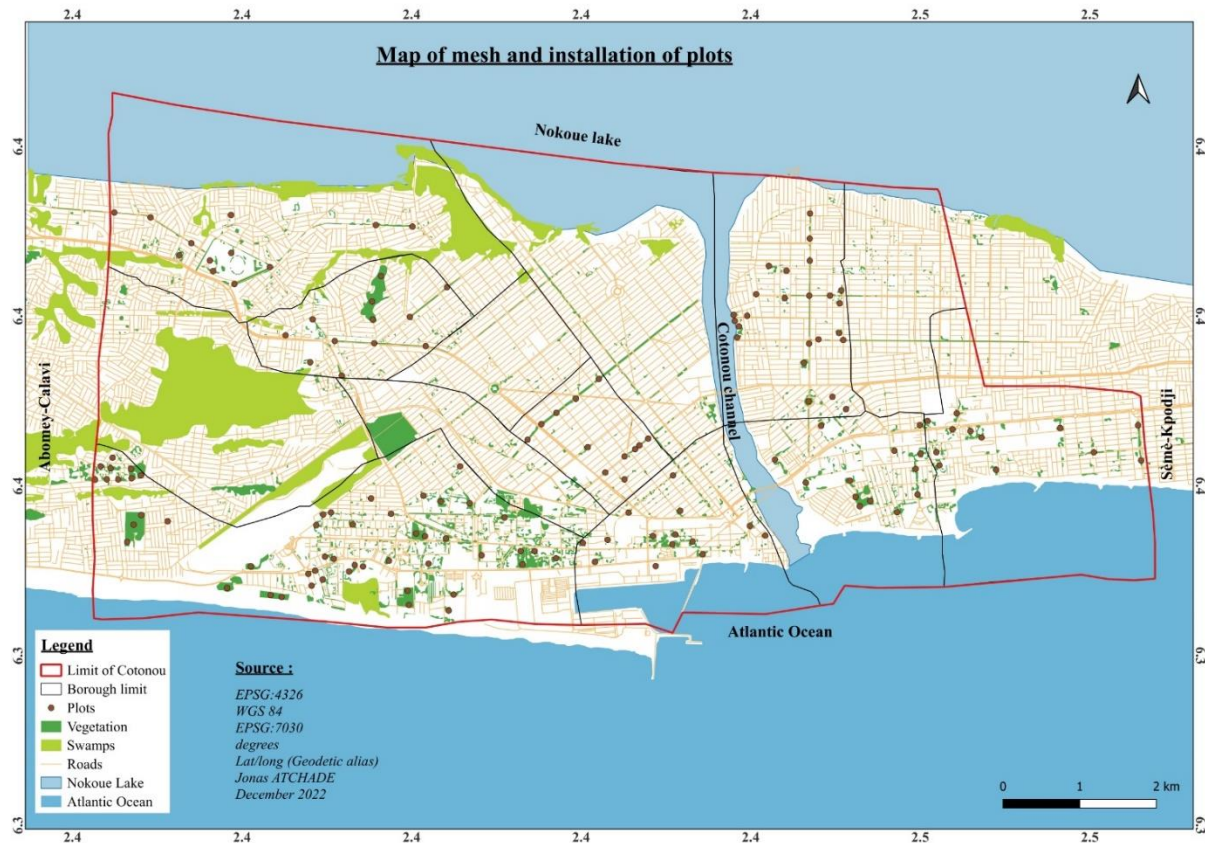 2.4 2.4 2.4 2.4 2.4 2.5 2.5
Map of mesh and installation of plots
Nokoue lake
6.4 6.4
6.4 6.4
Cotonou channel
Abomey-Calavi
Sèmè-Kpodji
6.4 6.4
Atlantic Ocean
6.3 6.3
Legend
Limit of Cotonou
Borough limit
Plots
Vegetation
Swamps
Roads
Nokoue Lake
Atlantic Ocean
Source :
EPSG:4326
WGS 84
EPSG:7030
degrees
Lat/long (Geodetic alias)
Jonas ATCHADE
December 2022
0 1 2 km
6.3 6.3
2.4 2.4 2.4 2.4 2.4 2.5 2.5